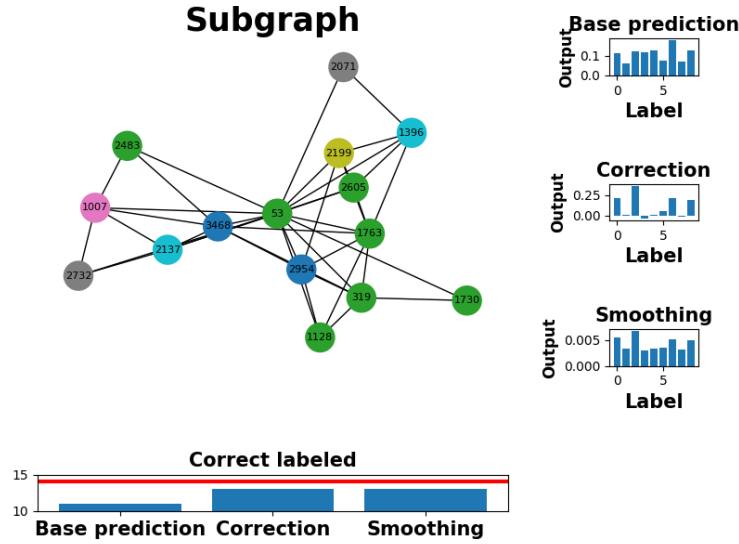 Subgraph
2071
1396
2483
2199
2605
1007
53
3468
1763
2137
2954
2732
319
1730
1128
Base prediction
Output
0.1
0.0
0 5
Label
Correction
Output
0.25
0.00
0 5
Label
Smoothing
Output
0.005
0.000
0 5
Label
Correct labeled
15
10
Base prediction Correction Smoothing